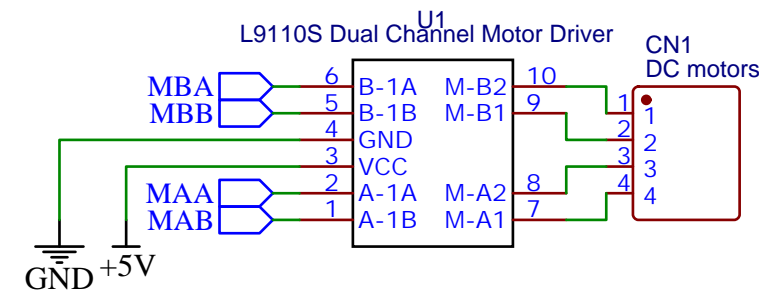 U1
L9110S Dual Channel Motor Driver
CN1
DC motors
MBA 6 B-1A M-B2 10
MBB 5 B-1B M-B1 9
4 GND
3 VCC
MAA 2 A-1A M-A2 8
MAB 1 A-1B M-A1 7
1 1
2 2
3 3
4 4
GND +5V